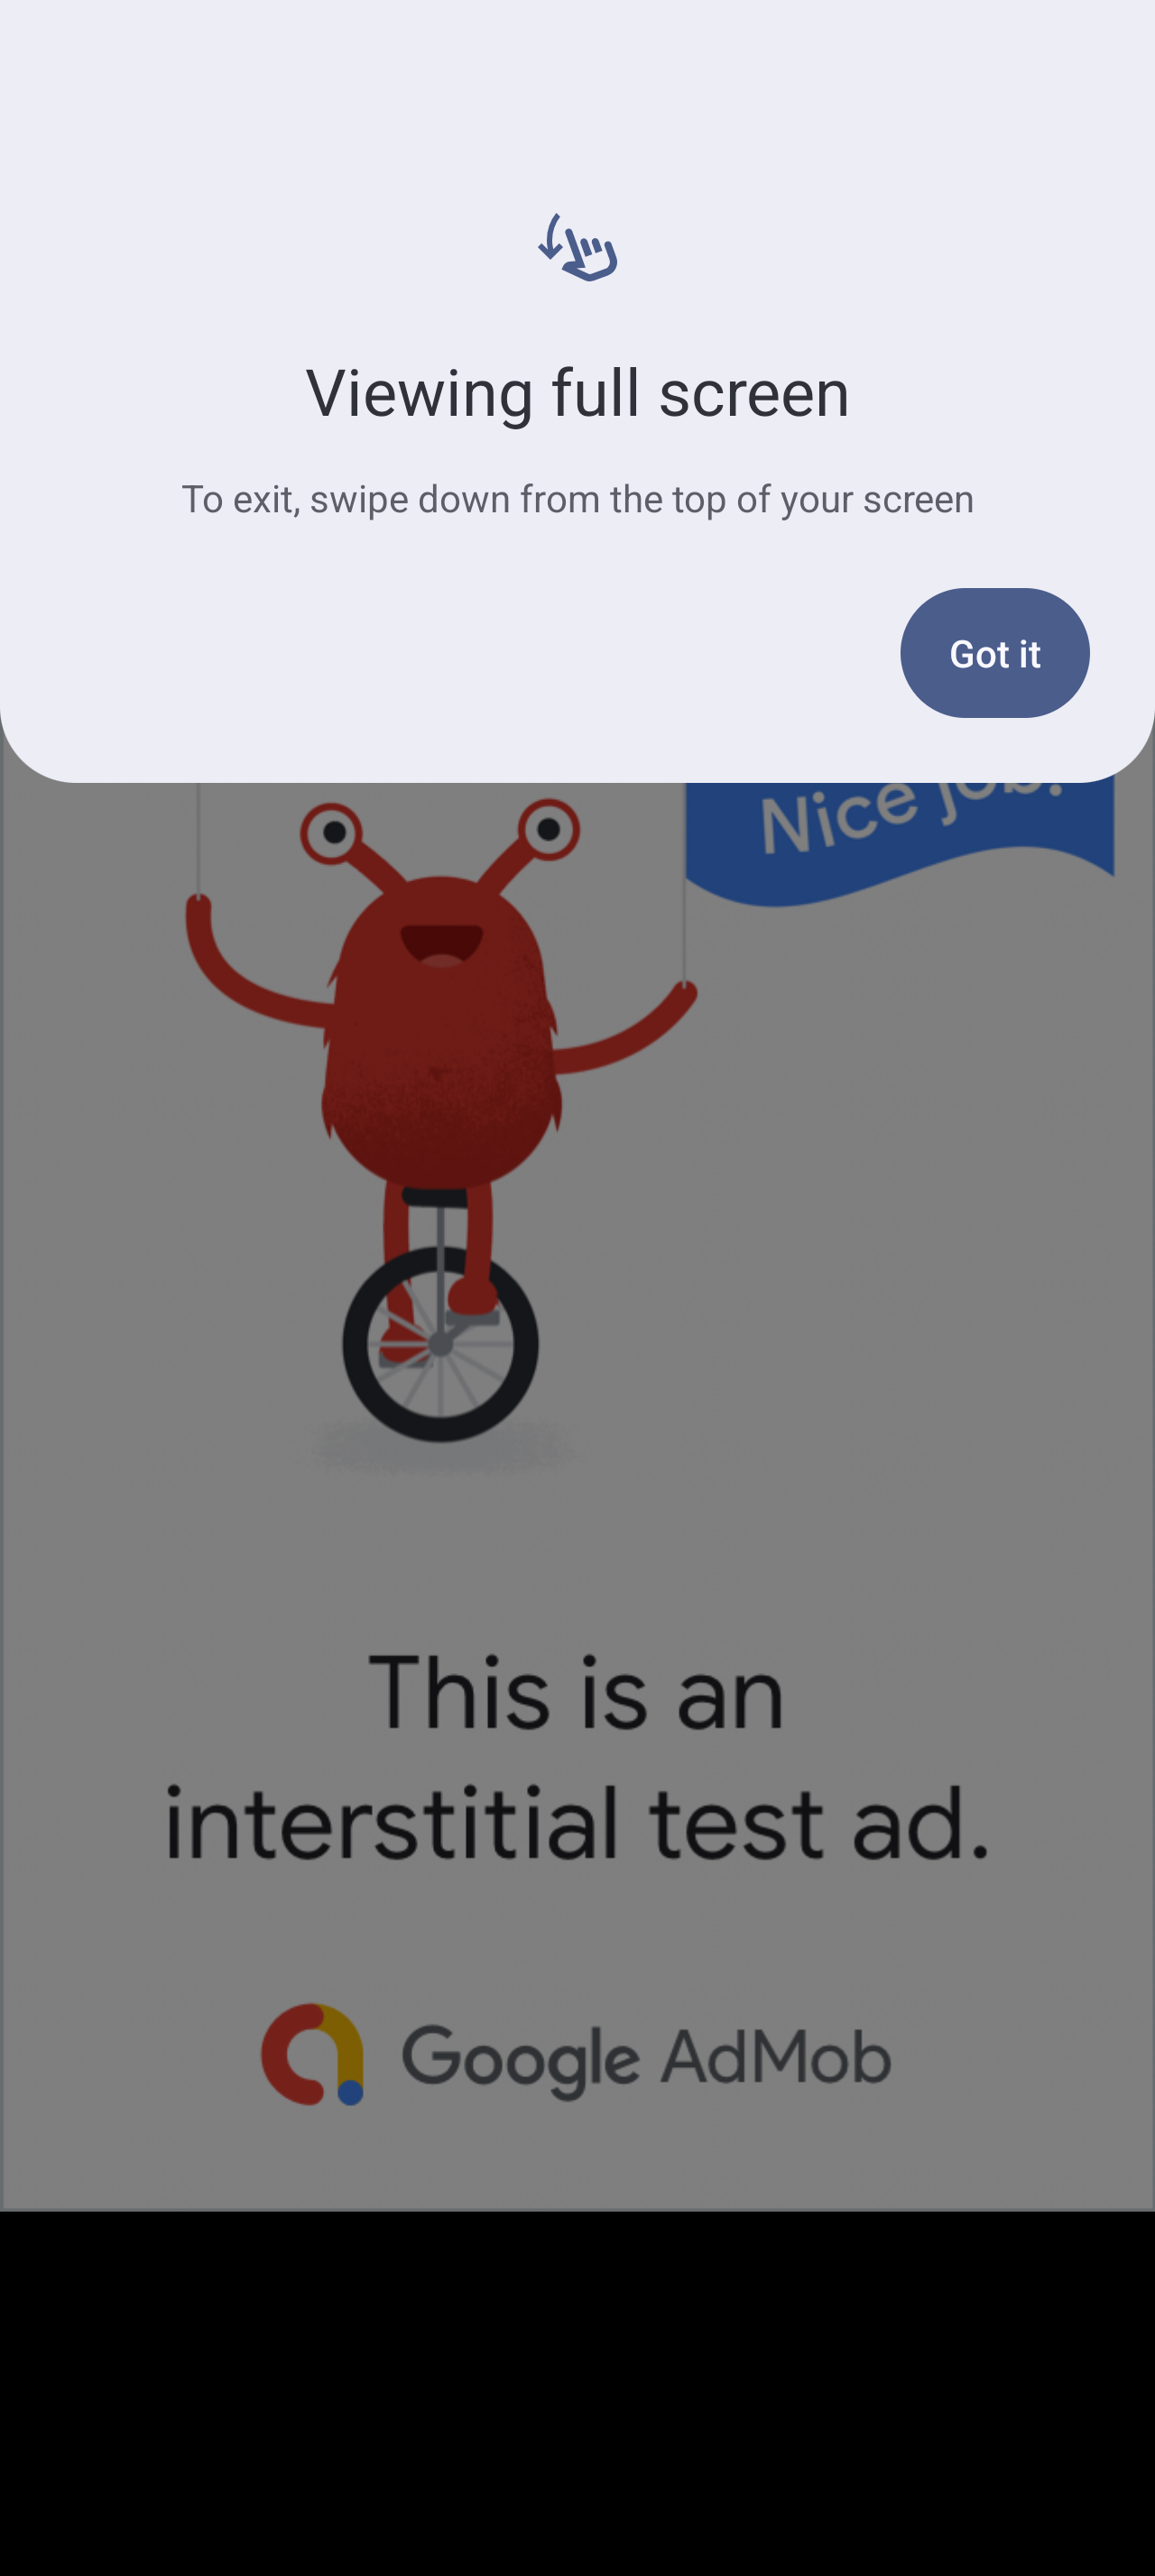 Viewing full screen
To exit, swipe down from the top of your screen
Got it
Nice job!
This is an
interstitial test ad.
Google AdMob